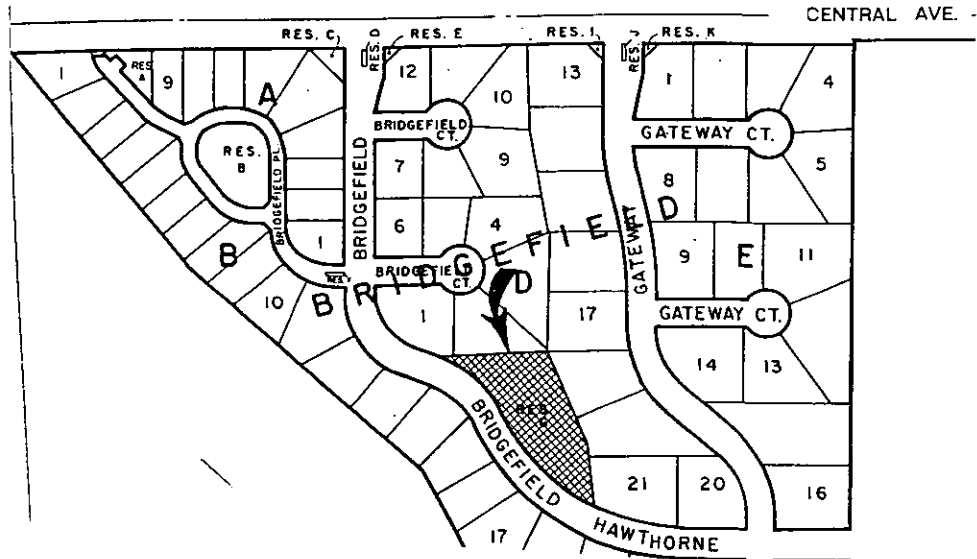 CENTRAL AVE.
RES. C
RES. D
RES. E
RES. I
RES. J
RES. K
1
RES. A
9
A
12
10
13
1
4
BRIDGEFIELD CT.
GATEWAY CT.
RES. B
BRIDGEFIELD PL.
BRIDGEFIELD
7
9
8
5
6
4
B
1
BRIDGEFIELD
GATEWAY
9
E
11
BRIDGEFIELD CT.
D
10
1
17
GATEWAY CT.
14
13
RES.
BRIDGEFIELD
21
20
16
17
HAWTHORNE